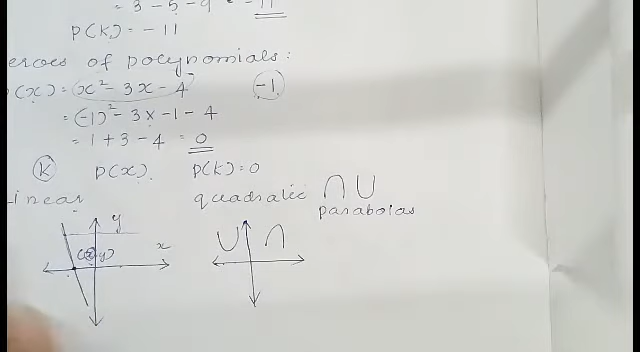 = 3 - 5 - 9 = -11
P(K) = -11
eroes of polynomials:
(x) = x² - 3x - 4 (-1)
= (-1)² - 3x - 1 - 4
= 1 + 3 - 4 = 0
(K) P(x). P(K) = 0
Linear quadratic ∩ ∪
parabolas
y
x
∪ ∩